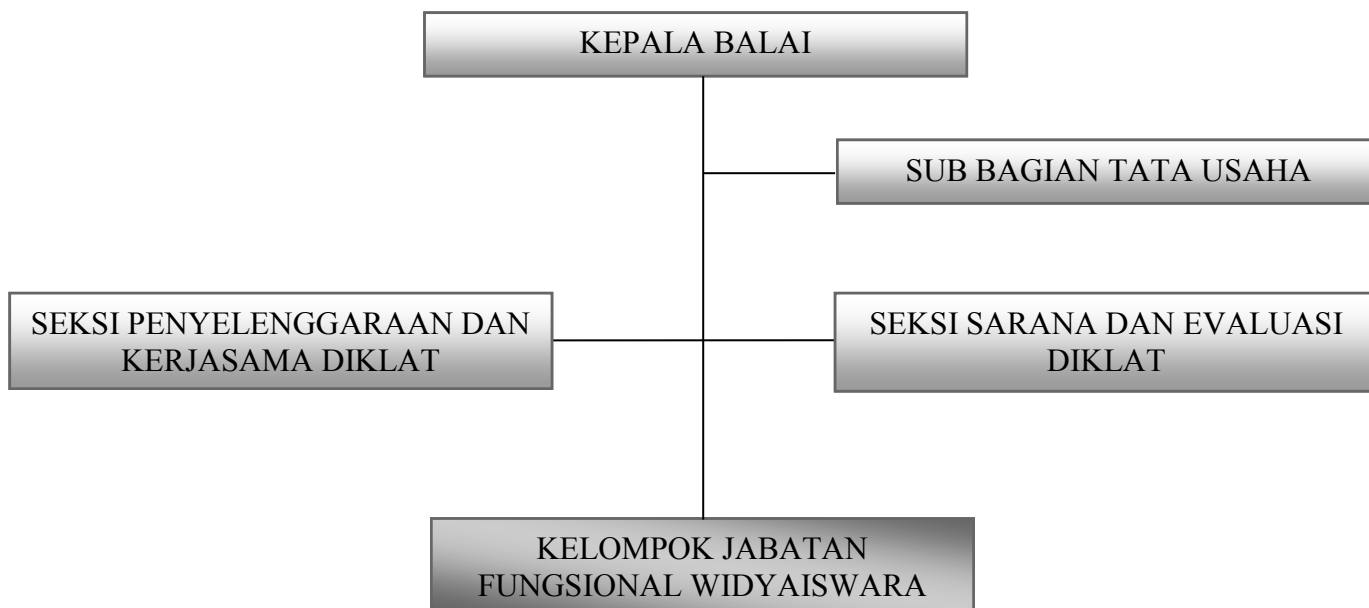 KEPALA BALAI
SUB BAGIAN TATA USAHA
SEKSI PENYELENGGARAAN DAN
KERJASAMA DIKLAT
SEKSI SARANA DAN EVALUASI
DIKLAT
KELOMPOK JABATAN
FUNGSIONAL WIDYAISWARA